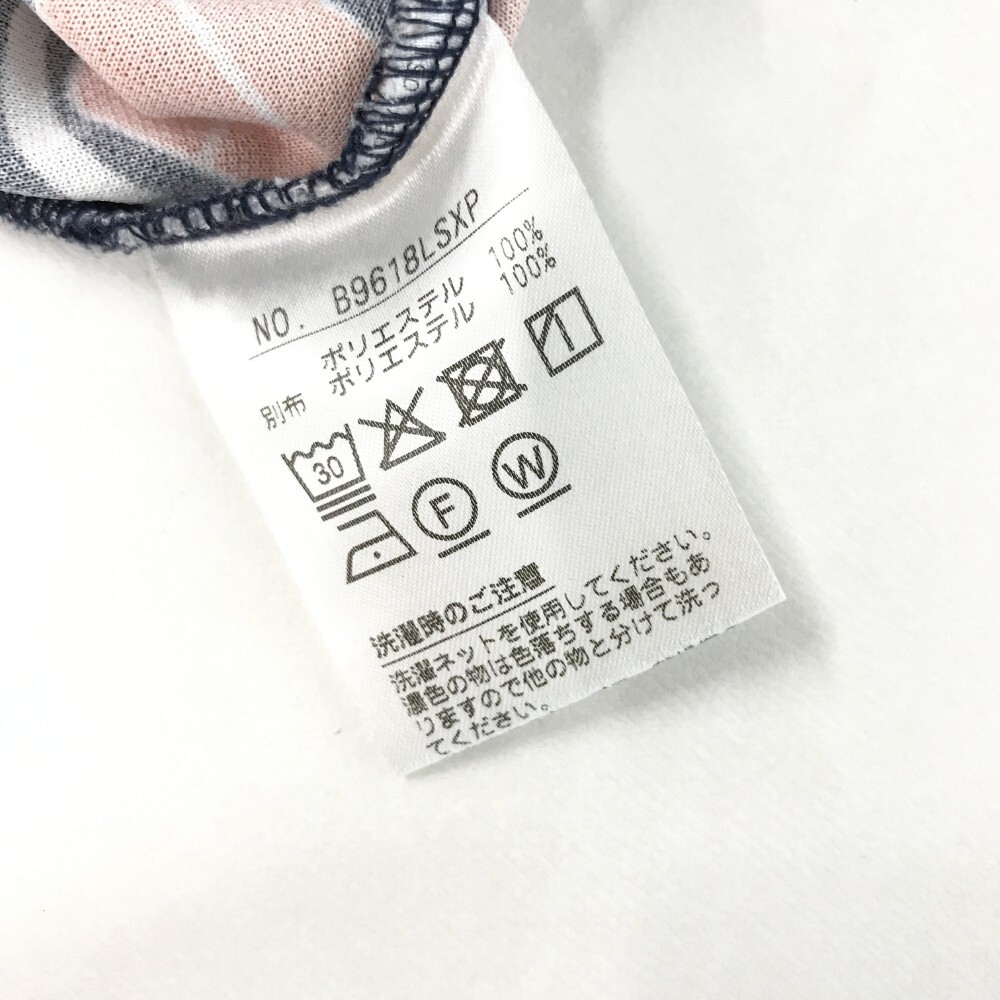 NO. B9618LSXP
ポリエステル 100%
別布 ポリエステル 100%
30
F W
洗濯時のご注意
洗濯ネットを使用してください。
濃色の物は色落ちする場合もあ
りますので他の物と分けて洗っ
てください。